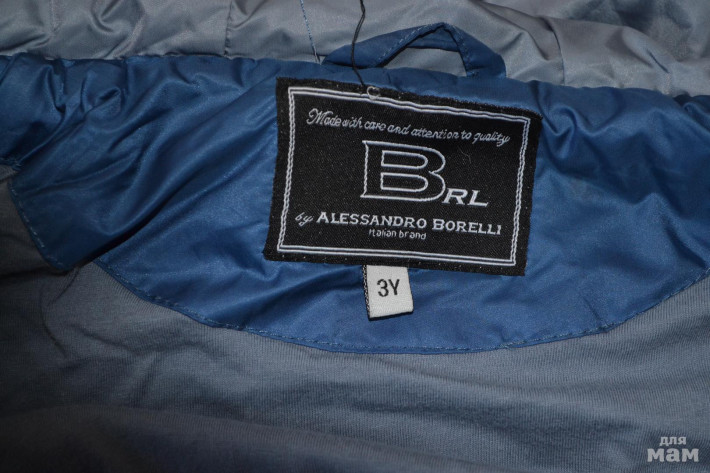 Made with care and attention to quality
BRL
by ALESSANDRO BORELLI
Italian brand
3Y
для
мам